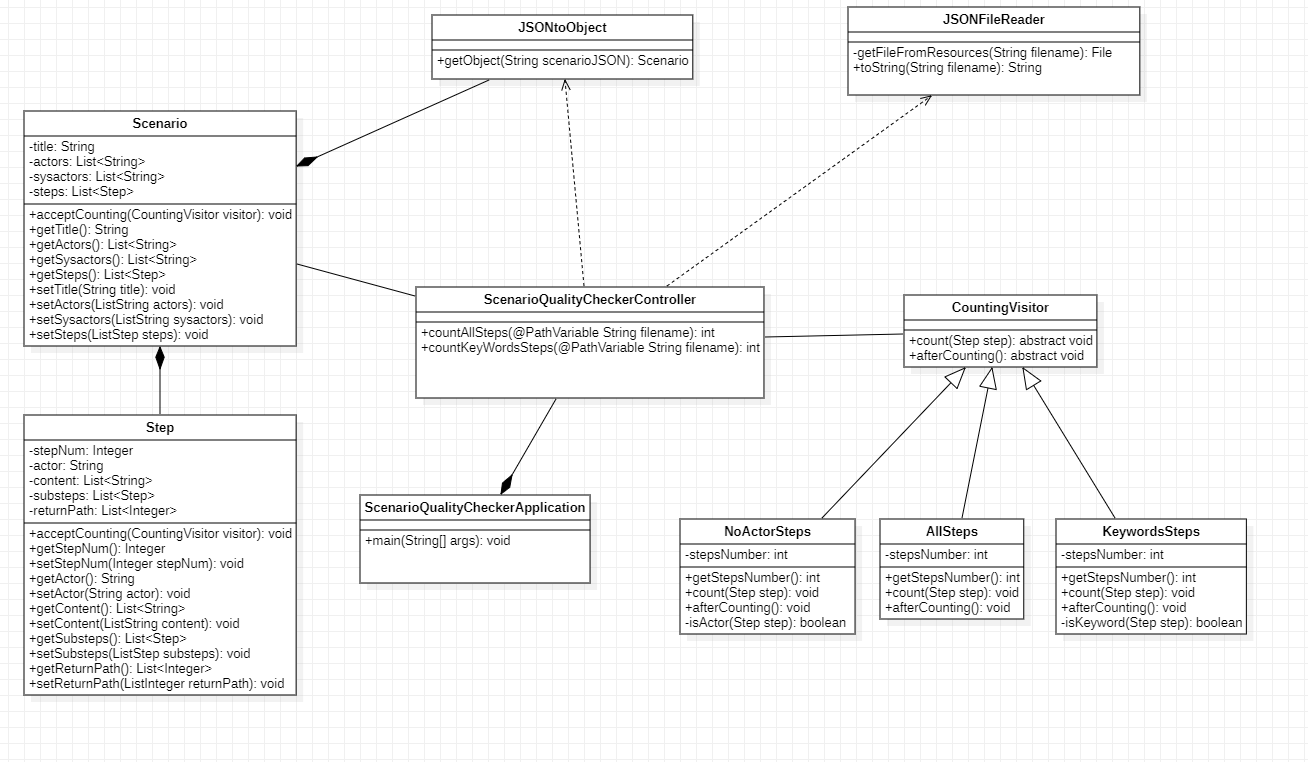 JSONtoObject
+getObject(String scenarioJSON): Scenario
JSONFileReader
-getFileFromResources(String filename): File
+toString(String filename): String
Scenario
-title: String
-actors: List<String>
-sysactors: List<String>
-steps: List<Step>
+acceptCounting(CountingVisitor visitor): void
+getTitle(): String
+getActors(): List<String>
+getSysactors(): List<String>
+getSteps(): List<Step>
+setTitle(String title): void
+setActors(ListString actors): void
+setSysactors(ListString sysactors): void
+setSteps(ListStep steps): void
ScenarioQualityCheckerController
+countAllSteps(@PathVariable String filename): int
+countKeyWordsSteps(@PathVariable String filename): int
CountingVisitor
+count(Step step): abstract void
+afterCounting(): abstract void
Step
-stepNum: Integer
-actor: String
-content: List<String>
-substeps: List<Step>
-returnPath: List<Integer>
+acceptCounting(CountingVisitor visitor): void
+getStepNum(): Integer
+setStepNum(Integer stepNum): void
+getActor(): String
+setActor(String actor): void
+getContent(): List<String>
+setContent(ListString content): void
+getSubsteps(): List<Step>
+setSubsteps(ListStep substeps): void
+getReturnPath(): List<Integer>
+setReturnPath(ListInteger returnPath): void
ScenarioQualityCheckerApplication
+main(String[] args): void
NoActorSteps
-stepsNumber: int
+getStepsNumber(): int
+count(Step step): void
+afterCounting(): void
-isActor(Step step): boolean
AllSteps
-stepsNumber: int
+getStepsNumber(): int
+count(Step step): void
+afterCounting(): void
KeywordsSteps
-stepsNumber: int
+getStepsNumber(): int
+count(Step step): void
+afterCounting(): void
-isKeyword(Step step): boolean